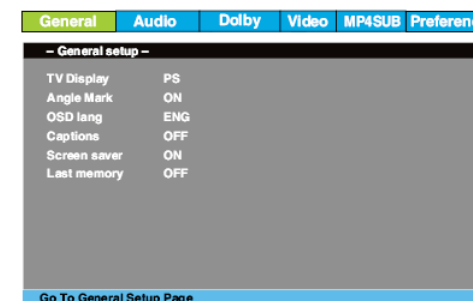 General Audio Dolby Video MP4SUB Preferenc
– General setup –
TV Display PS
Angle Mark ON
OSD lang ENG
Captions OFF
Screen saver ON
Last memory OFF
Go To General Setup Page